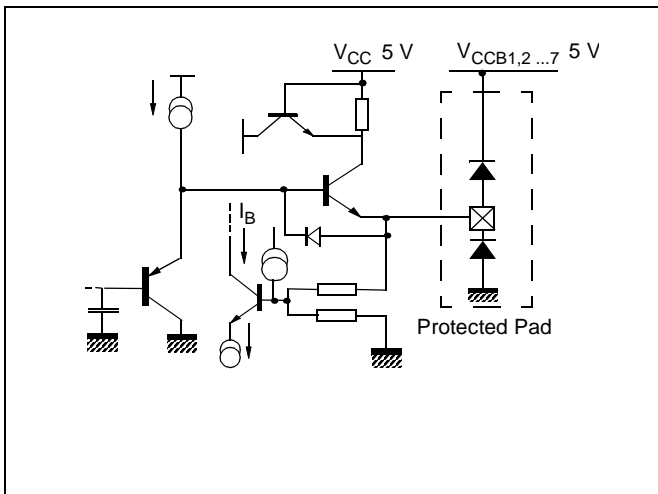 V_CC 5 V
V_CCB1,2 ...7 5 V
I_B
Protected Pad